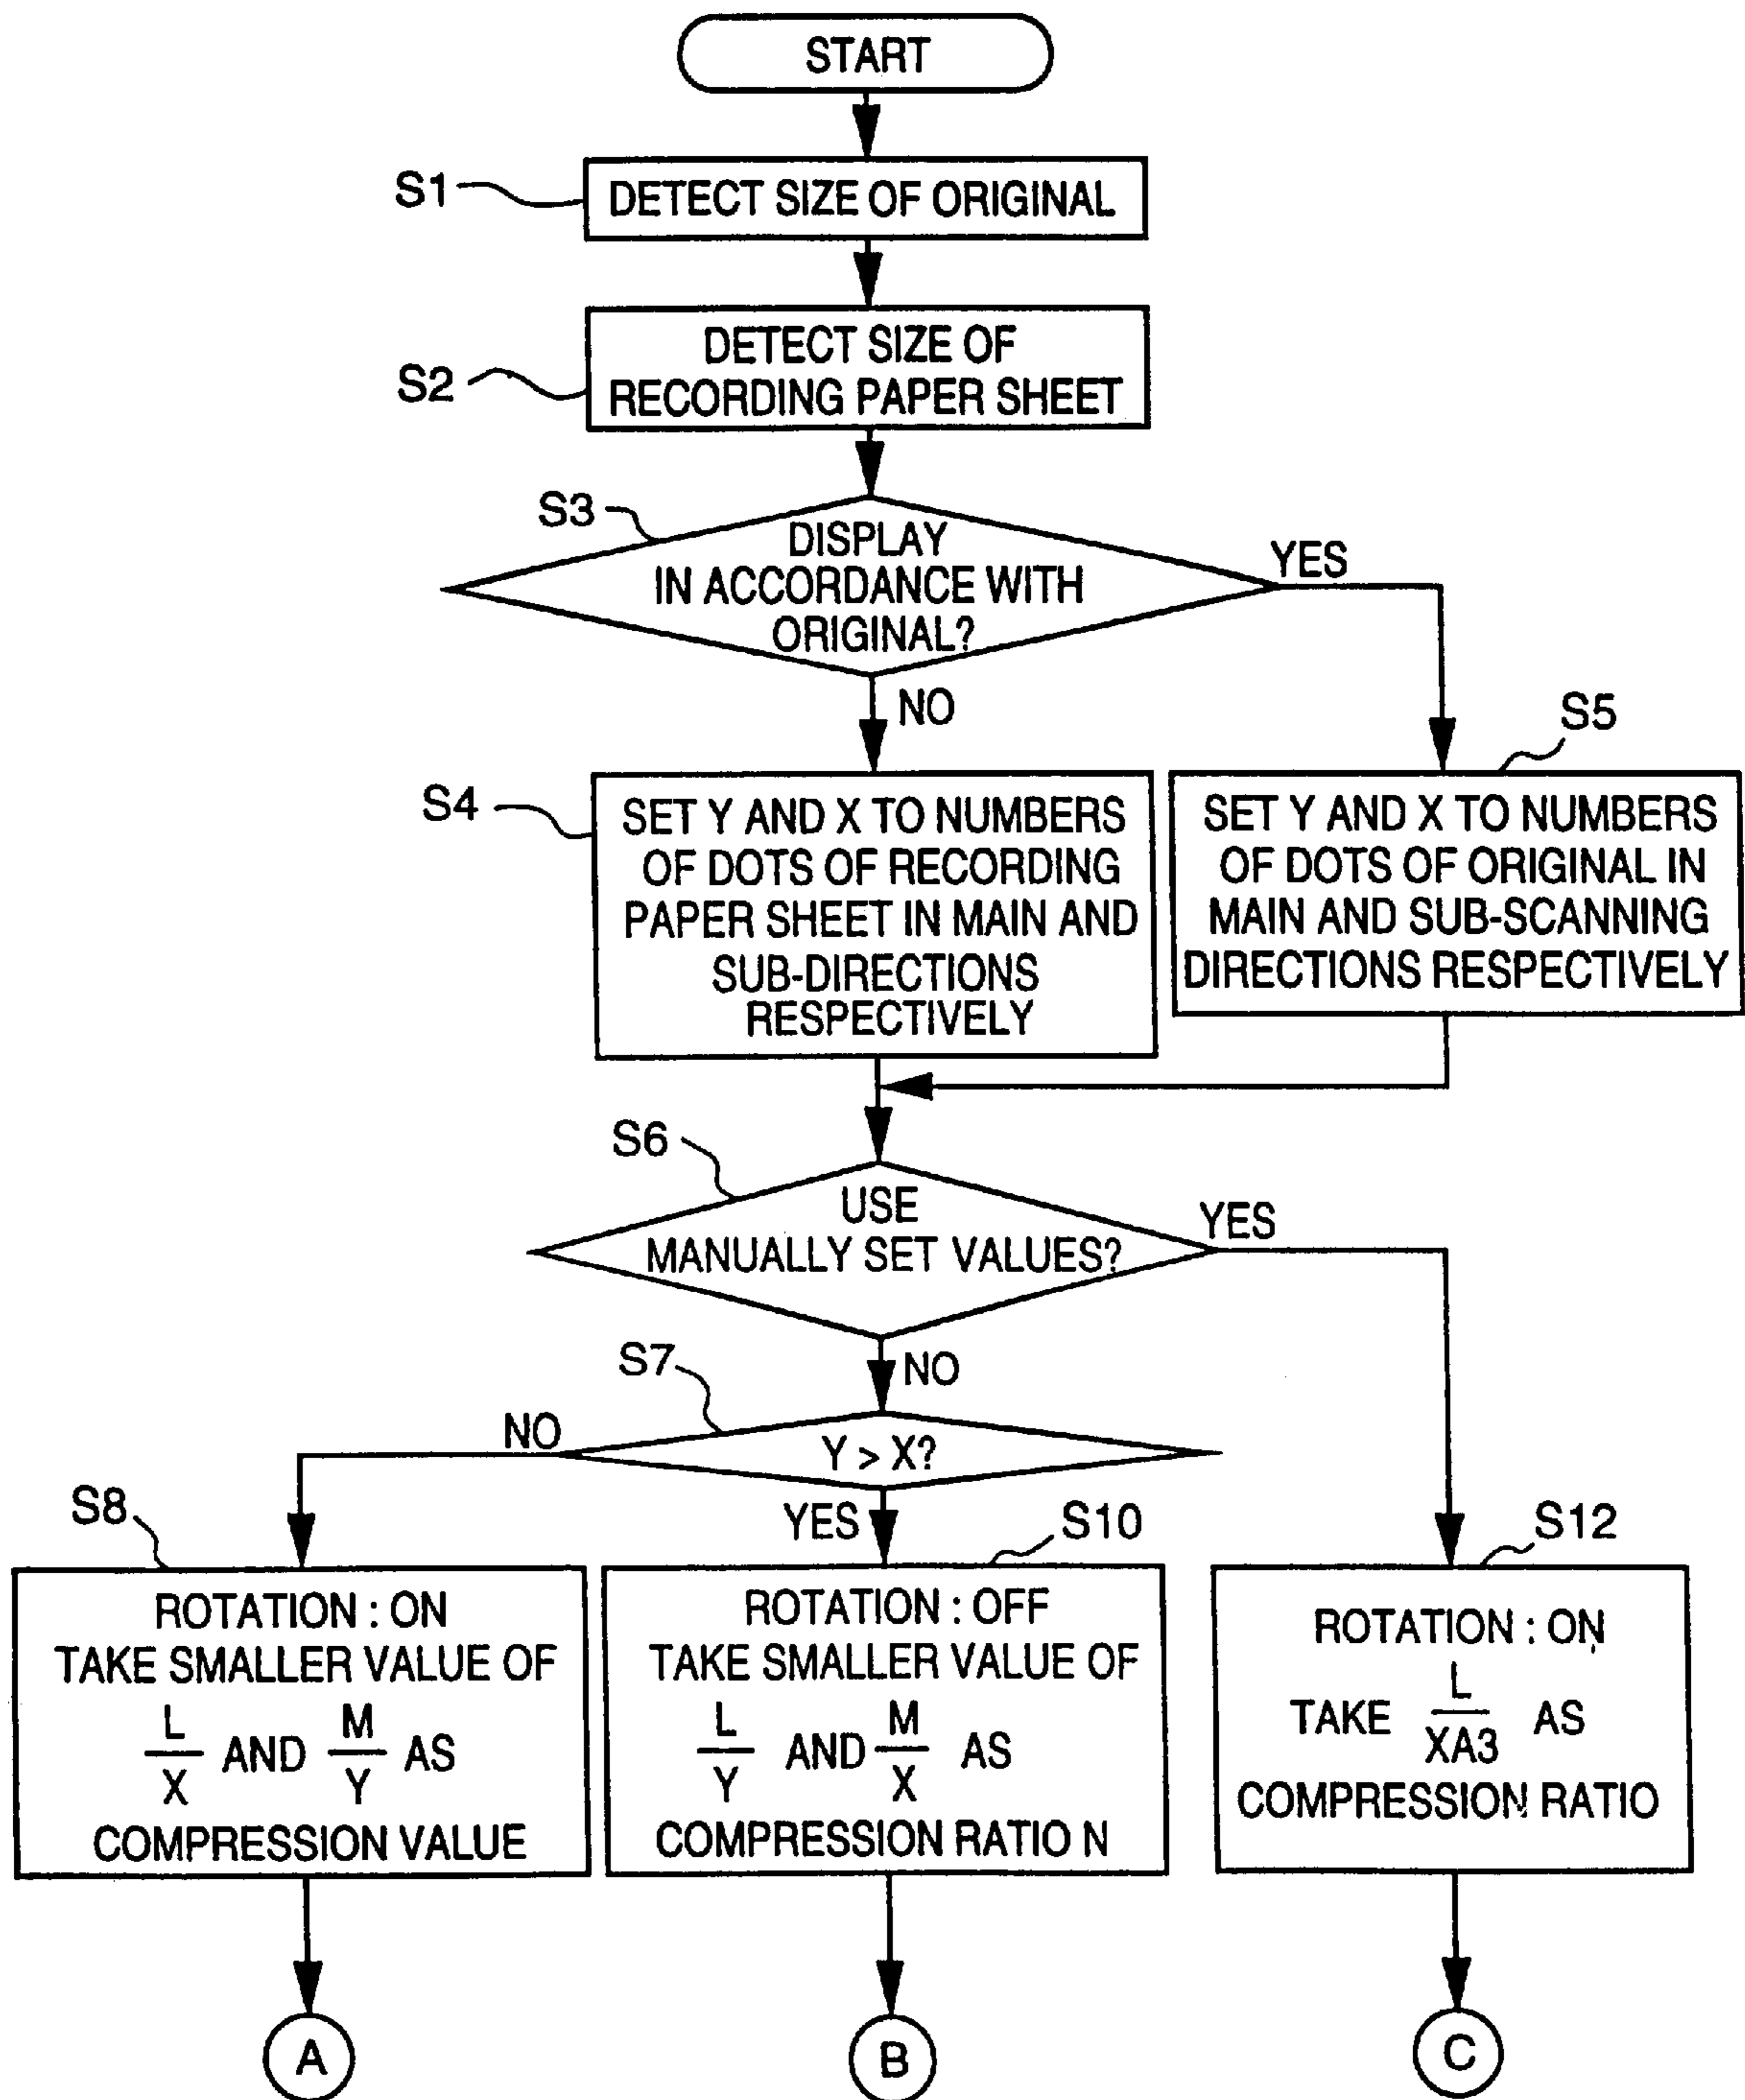 START
S1
DETECT SIZE OF ORIGINAL
S2
DETECT SIZE OF
RECORDING PAPER SHEET
S3
DISPLAY
IN ACCORDANCE WITH
ORIGINAL?
YES
NO
S4
SET Y AND X TO NUMBERS
OF DOTS OF RECORDING
PAPER SHEET IN MAIN AND
SUB-DIRECTIONS
RESPECTIVELY
S5
SET Y AND X TO NUMBERS
OF DOTS OF ORIGINAL IN
MAIN AND SUB-SCANNING
DIRECTIONS RESPECTIVELY
S6
USE
MANUALLY SET VALUES?
YES
NO
S7
Y > X?
NO
YES
S8
ROTATION : ON
TAKE SMALLER VALUE OF
L/X AND M/Y AS
COMPRESSION VALUE
S10
ROTATION : OFF
TAKE SMALLER VALUE OF
L/Y AND M/X AS
COMPRESSION RATIO N
S12
ROTATION : ON
TAKE L/XA3 AS
COMPRESSION RATIO
A
B
C